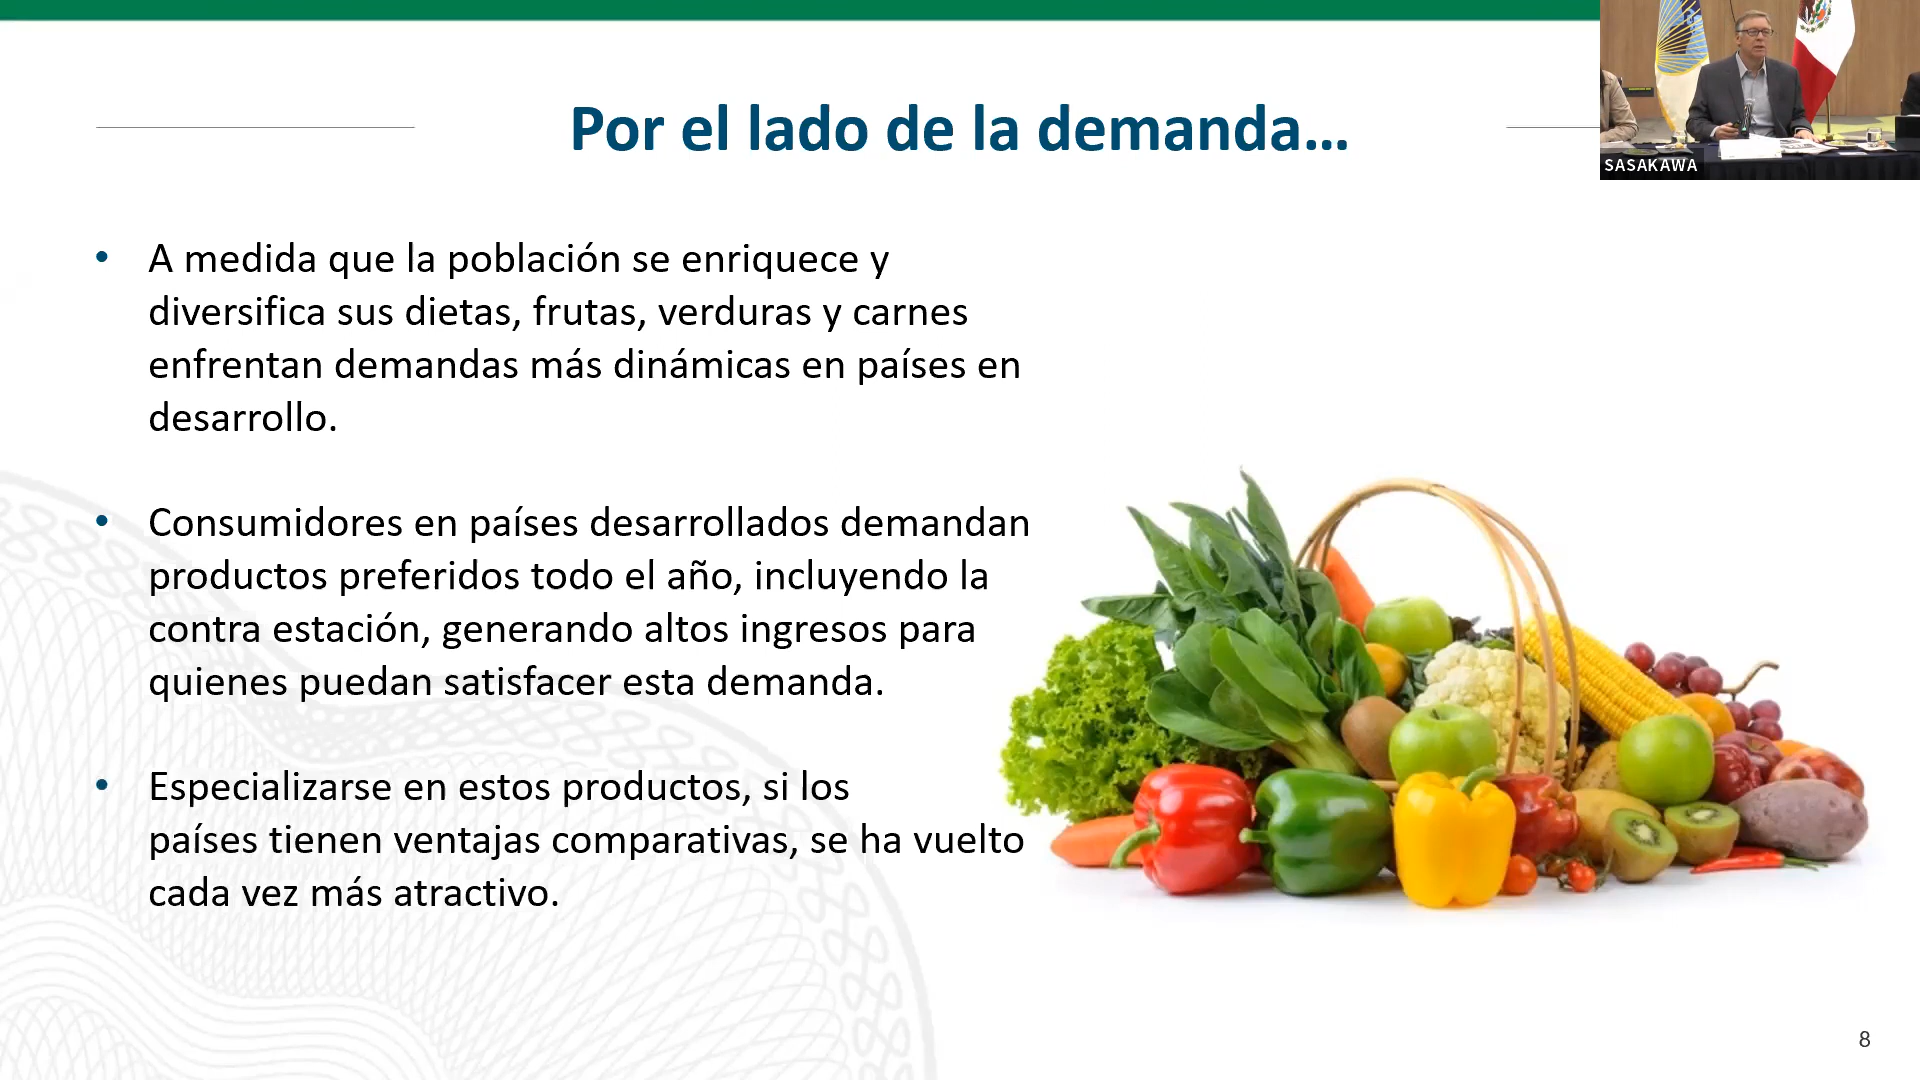 Por el lado de la demanda...
SASAKAWA
• A medida que la población se enriquece y
diversifica sus dietas, frutas, verduras y carnes
enfrentan demandas más dinámicas en países en
desarrollo.
• Consumidores en países desarrollados demandan
productos preferidos todo el año, incluyendo la
contra estación, generando altos ingresos para
quienes puedan satisfacer esta demanda.
• Especializarse en estos productos, si los
países tienen ventajas comparativas, se ha vuelto
cada vez más atractivo.
8